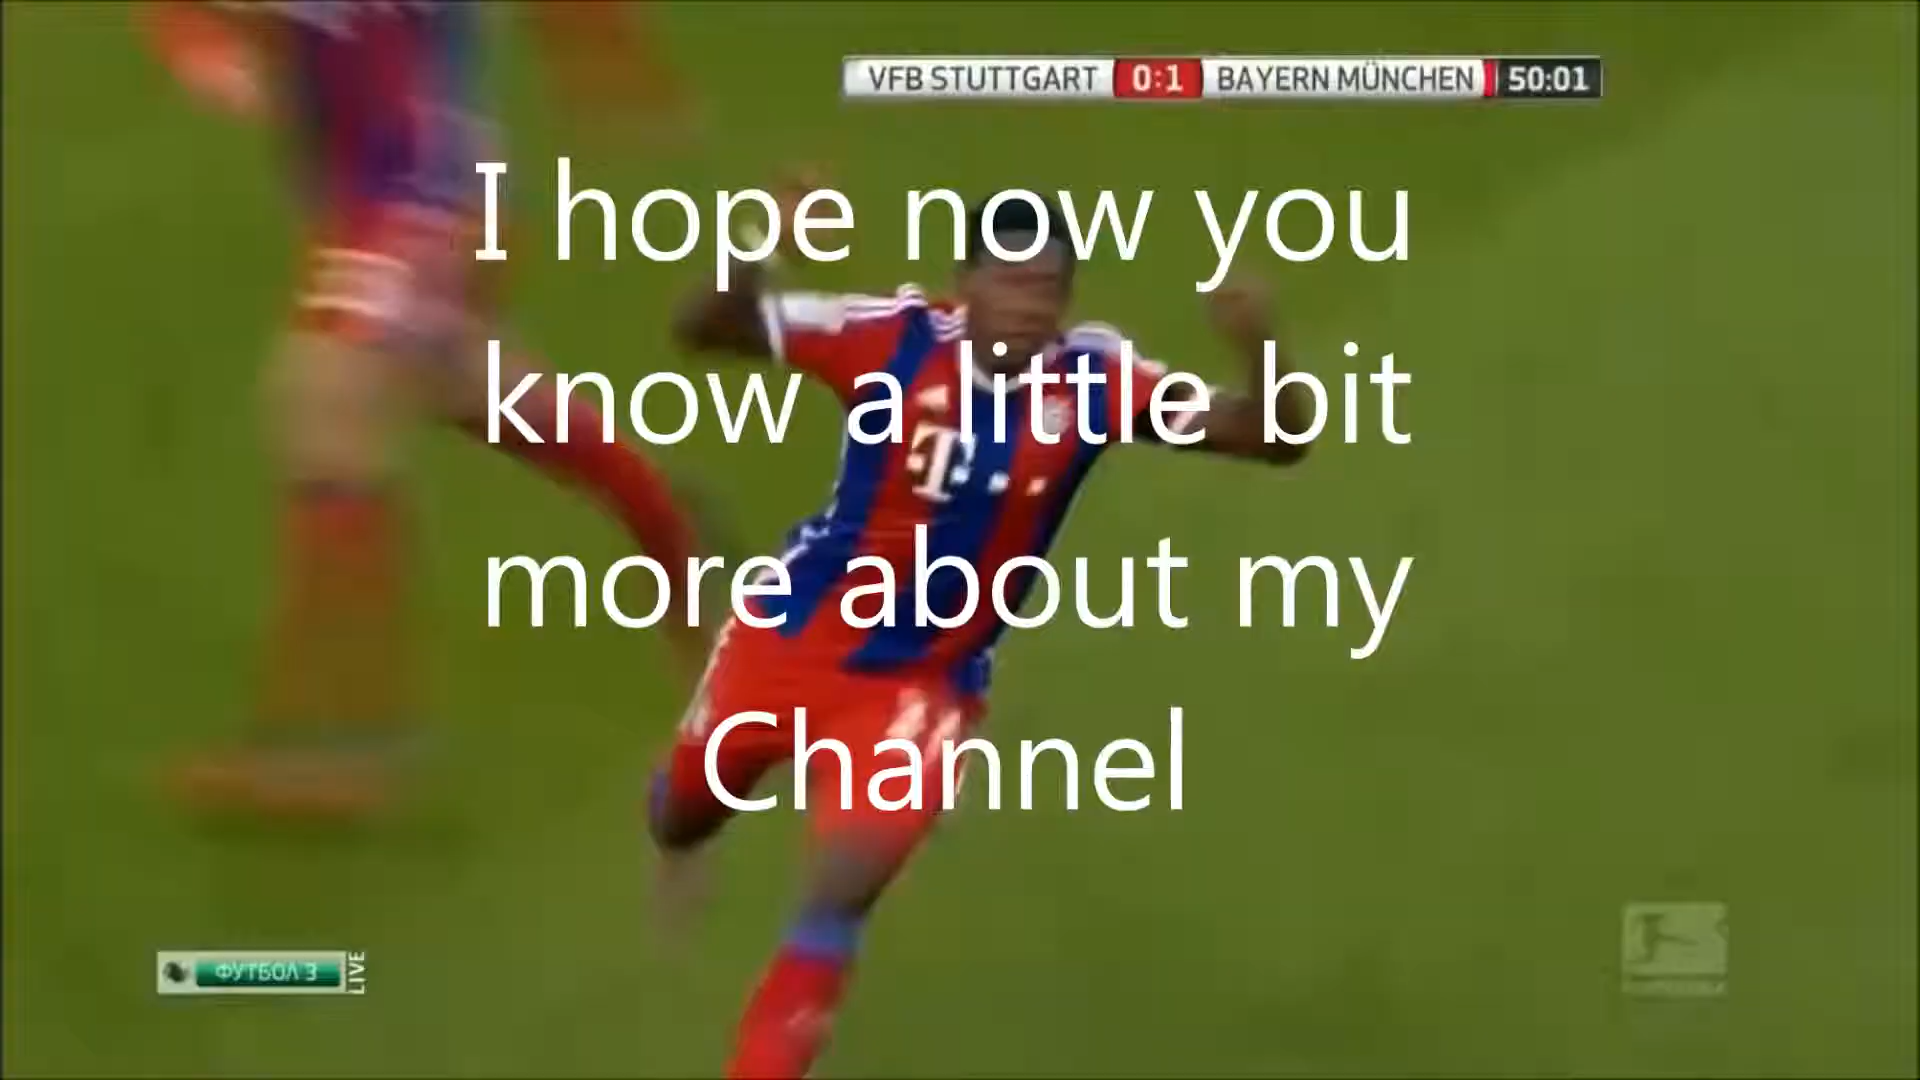 VFB STUTTGART 0:1 BAYERN MÜNCHEN 50:01
I hope now you
know a little bit
more about my
Channel
T
ФУТБОЛ 3 LIVE